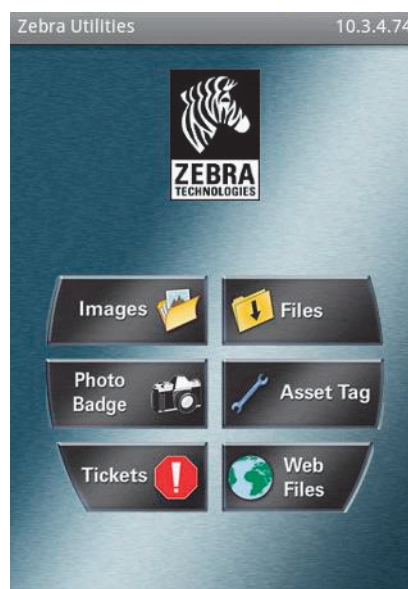 Zebra Utilities 10.3.4.74
ZEBRA
TECHNOLOGIES
Images
Files
Photo
Badge
Asset Tag
Tickets
!
Web
Files